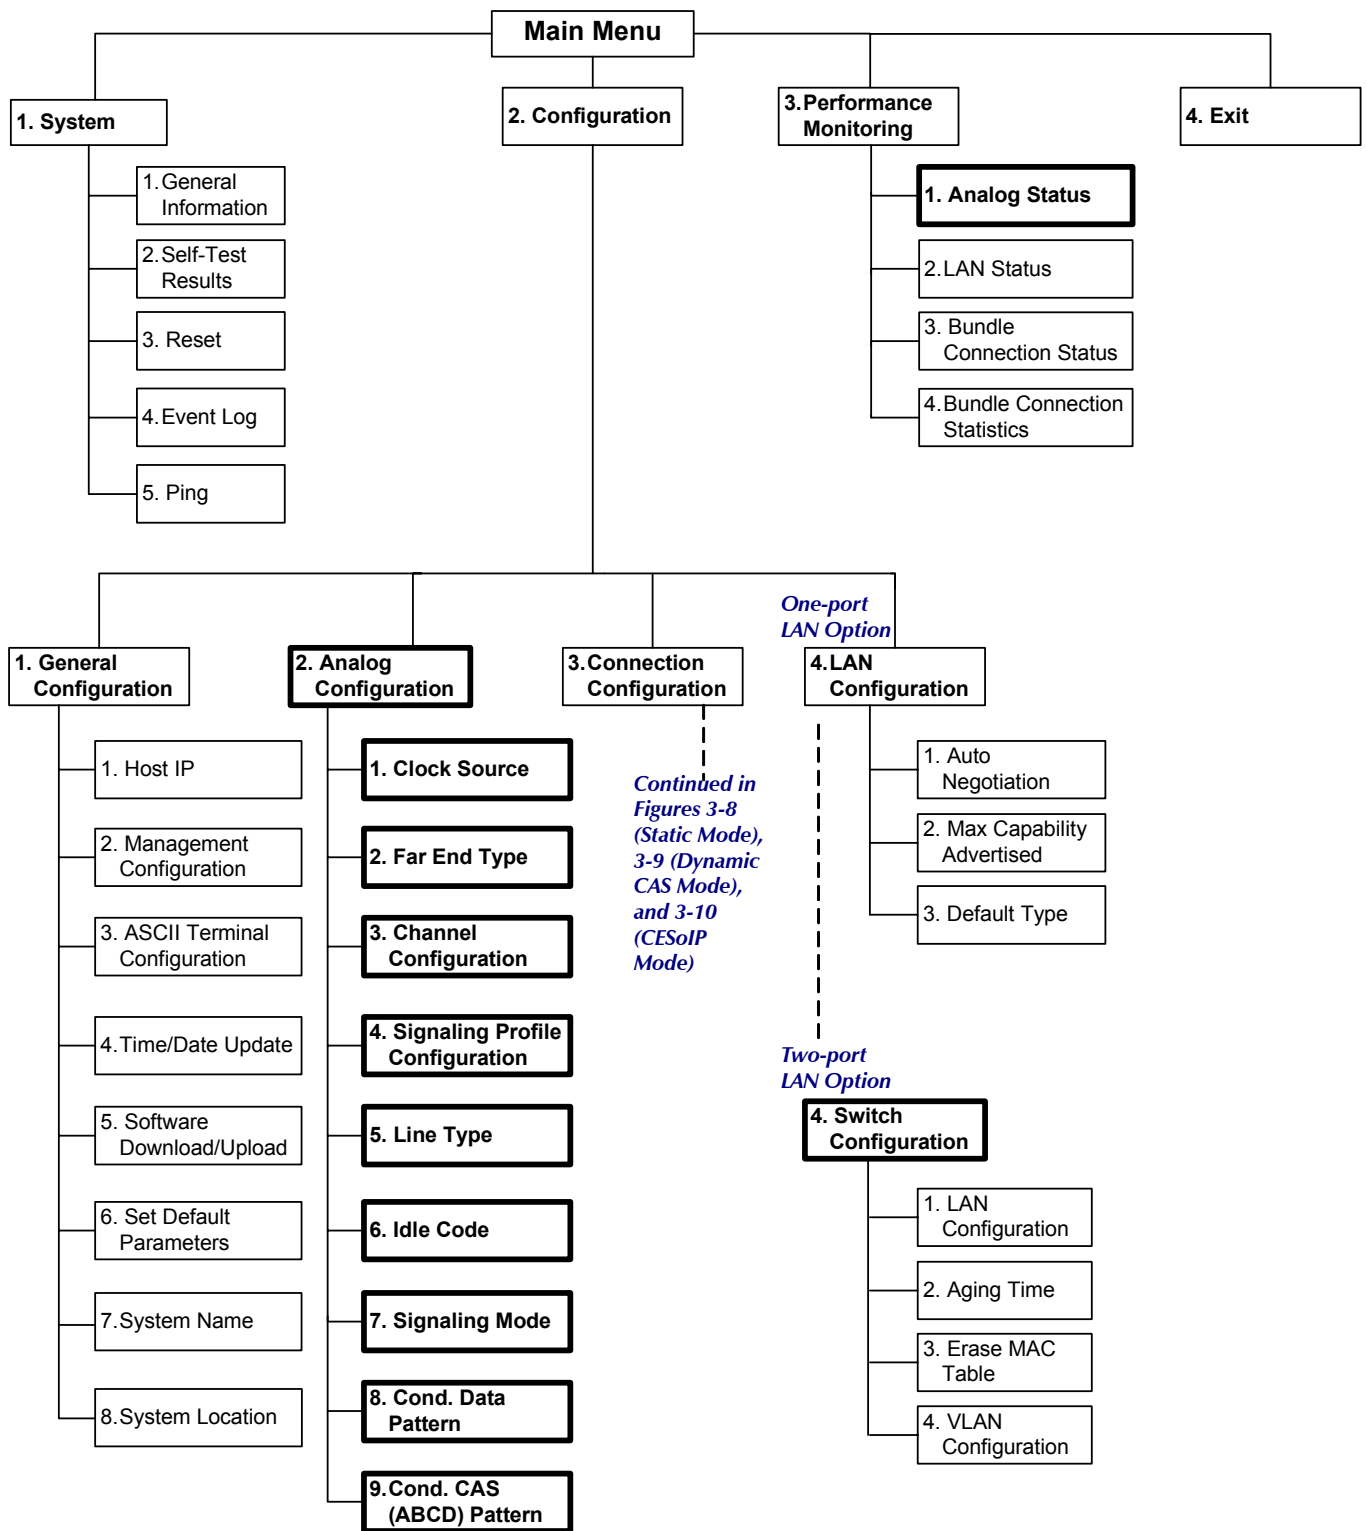 Main Menu
1. System
2. Configuration
3.Performance
Monitoring
4. Exit
1.General
Information
2.Self-Test
Results
3. Reset
4.Event Log
5. Ping
1. Analog Status
2.LAN Status
3. Bundle
Connection Status
4.Bundle Connection
Statistics
One-port
LAN Option
1. General
Configuration
2. Analog
Configuration
3.Connection
Configuration
4.LAN
Configuration
1. Host IP
2. Management
Configuration
3. ASCII Terminal
Configuration
4.Time/Date Update
5. Software
Download/Upload
6. Set Default
Parameters
7.System Name
8.System Location
1. Clock Source
2. Far End Type
3. Channel
Configuration
4. Signaling Profile
Configuration
5. Line Type
6. Idle Code
7. Signaling Mode
8. Cond. Data
Pattern
9.Cond. CAS
(ABCD) Pattern
Continued in
Figures 3-8
(Static Mode),
3-9 (Dynamic
CAS Mode),
and 3-10
(CESoIP
Mode)
1. Auto
Negotiation
2. Max Capability
Advertised
3. Default Type
Two-port
LAN Option
4. Switch
Configuration
1. LAN
Configuration
2. Aging Time
3. Erase MAC
Table
4. VLAN
Configuration